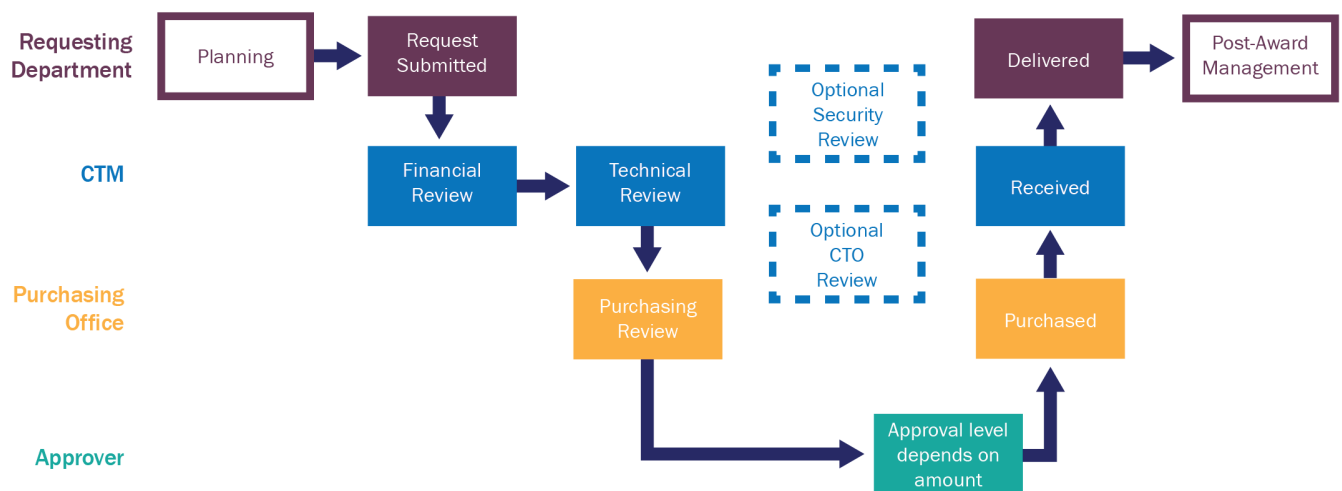 Requesting
Department
Planning
Request
Submitted
Delivered
Post-Award
Management
Optional
Security
Review
CTM
Financial
Review
Technical
Review
Received
Optional
CTO
Review
Purchasing
Office
Purchasing
Review
Purchased
Approver
Approval level
depends on
amount